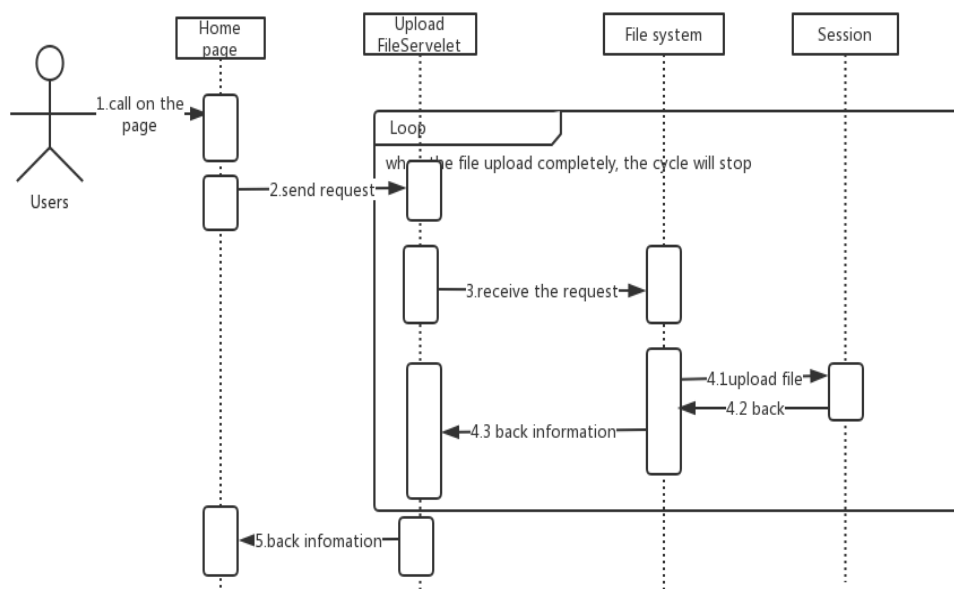 Home
page
Upload
FileServelet
File system
Session
1.call on the
page
Users
Loop
when the file upload completely, the cycle will stop
2.send request
3.receive the request
4.1upload file
4.2 back
4.3 back information
5.back infomation